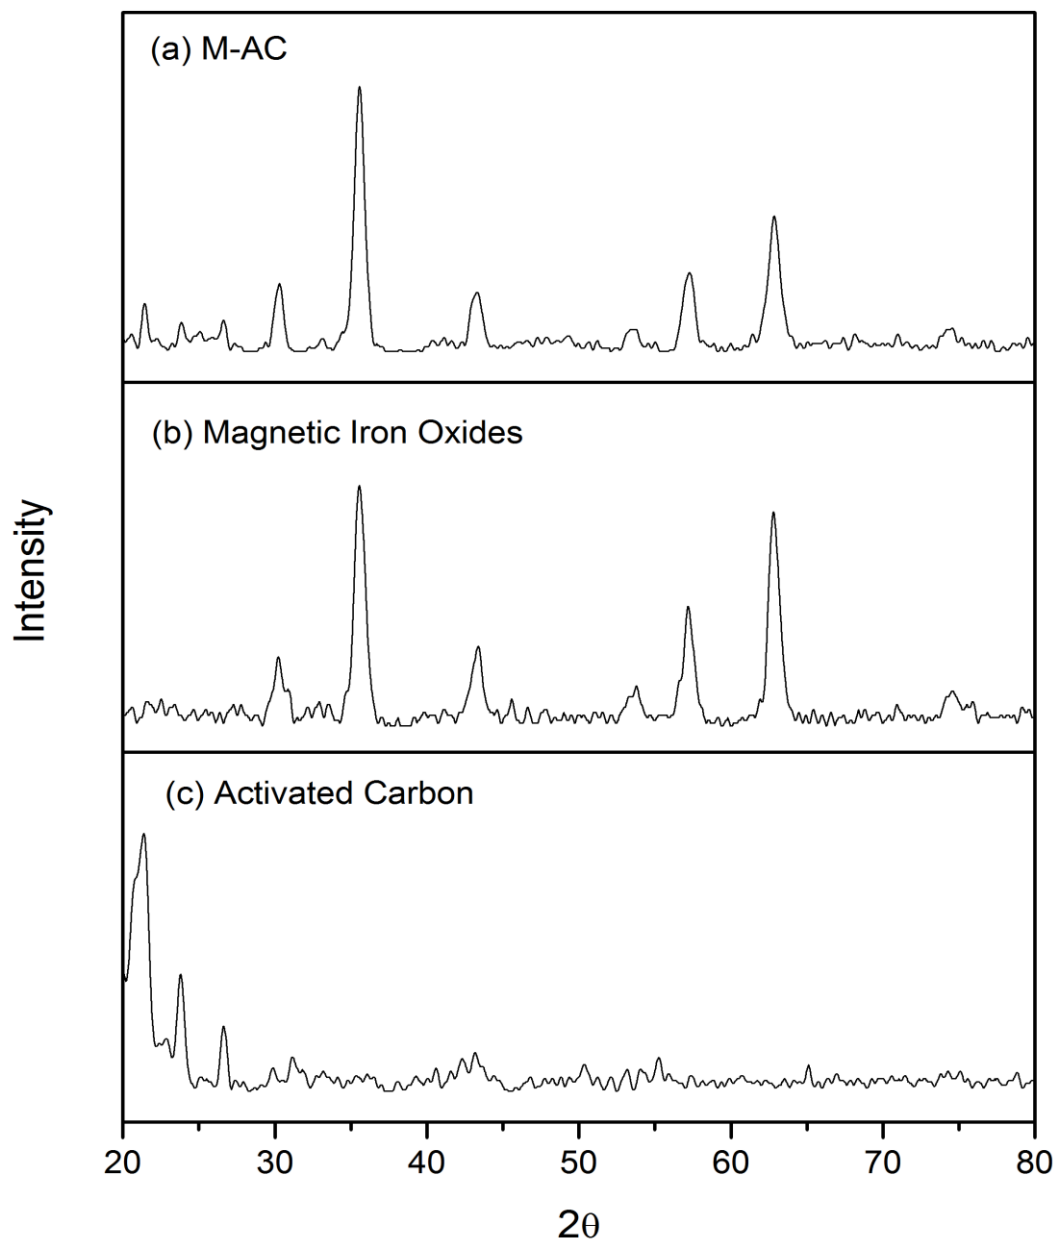 (a) M-AC
(b) Magnetic Iron Oxides
Intensity
(c) Activated Carbon
20 30 40 50 60 70 80
2θ